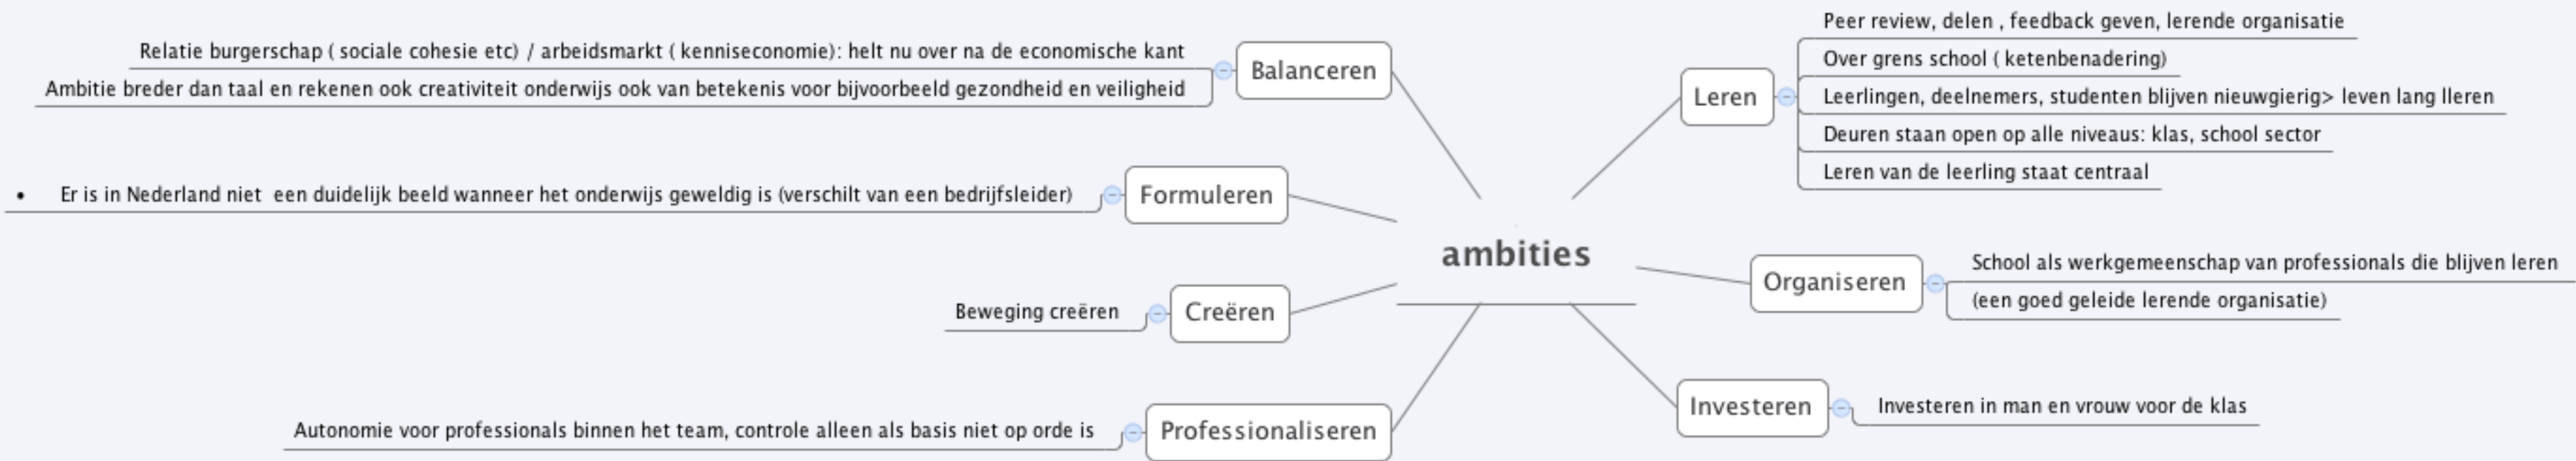 Relatie burgerschap ( sociale cohesie etc) / arbeidsmarkt ( kenniseconomie): helt nu over na de economische kant
Ambitie breder dan taal en rekenen ook creativiteit onderwijs ook van betekenis voor bijvoorbeeld gezondheid en veiligheid
Balanceren
• Er is in Nederland niet  een duidelijk beeld wanneer het onderwijs geweldig is (verschilt van een bedrijfsleider)
Formuleren
Beweging creëren
Creëren
Autonomie voor professionals binnen het team, controle alleen als basis niet op orde is
Professionaliseren
ambities
Leren
Peer review, delen , feedback geven, lerende organisatie
Over grens school ( ketenbenadering)
Leerlingen, deelnemers, studenten blijven nieuwgierig> leven lang lleren
Deuren staan open op alle niveaus: klas, school sector
Leren van de leerling staat centraal
Organiseren
School als werkgemeenschap van professionals die blijven leren
(een goed geleide lerende organisatie)
Investeren
Investeren in man en vrouw voor de klas